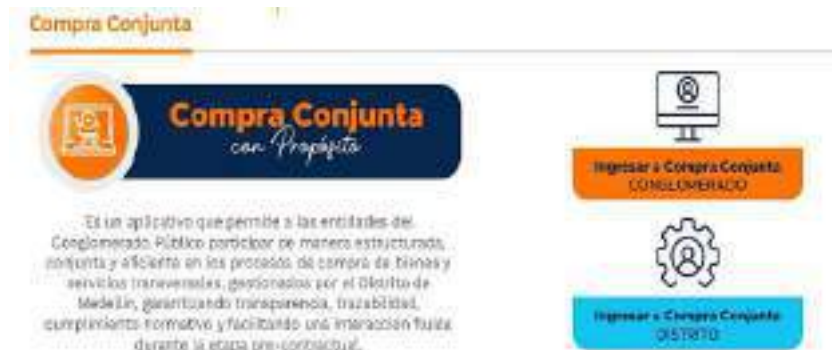 Compra Conjunta
Compra Conjunta
con Propósito
Es un aplicativo que permite a las entidades del
Conglomerado Público participar de manera estructurada,
conjunta y eficiente en los procesos de compra de bienes y
servicios transversales, gestionados por el Distrito de
Medellín, garantizando transparencia, trazabilidad,
cumplimiento normativo y facilitando una interacción fluida
durante la etapa pre-contractual.
Ingresar a Compra Conjunta
CONGLOMERADO
Ingresar a Compra Conjunta
DISTRITO